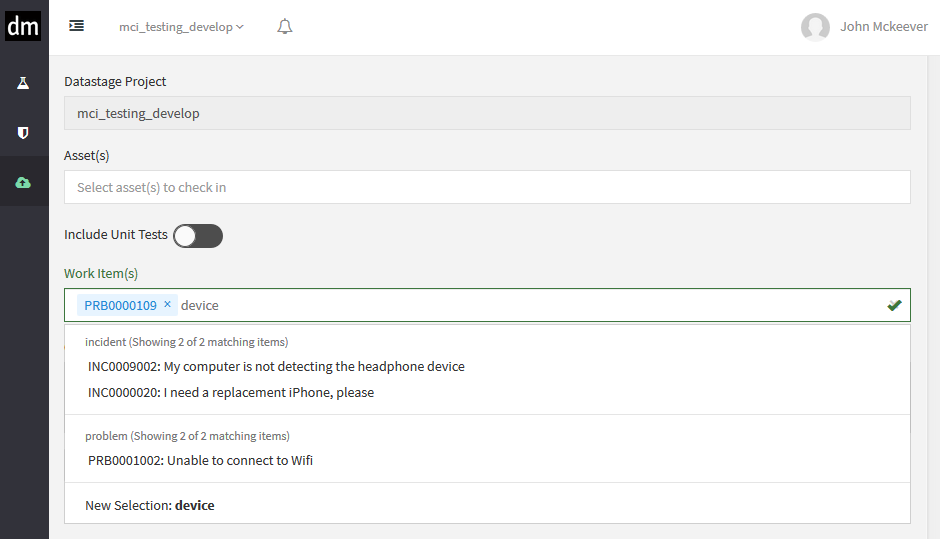 dm
mci_testing_develop
John Mckeever
Datastage Project
mci_testing_develop
Asset(s)
Select asset(s) to check in
Include Unit Tests
Work Item(s)
PRB0000109 × device
incident (Showing 2 of 2 matching items)
INC0009002: My computer is not detecting the headphone device
INC0000020: I need a replacement iPhone, please
problem (Showing 2 of 2 matching items)
PRB0001002: Unable to connect to Wifi
New Selection: device